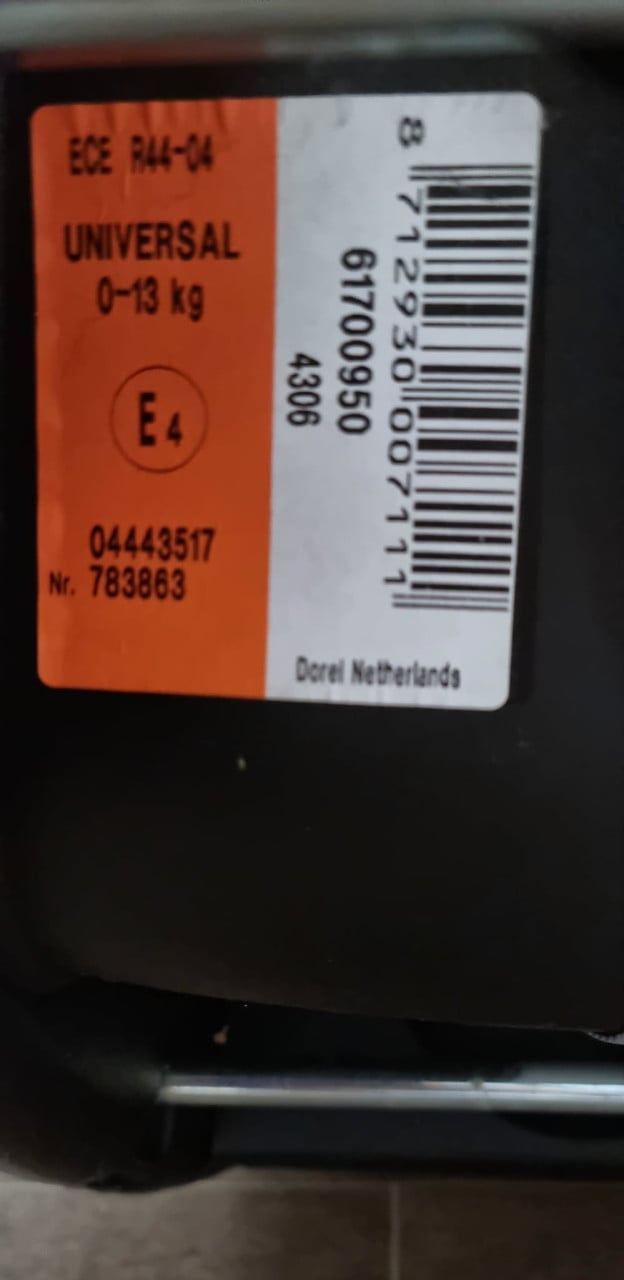 ECE R44-04
UNIVERSAL
0-13 kg
E 4
04443517
Nr. 783863
8 712930 007111
61700950
4306
Dorel Netherlands